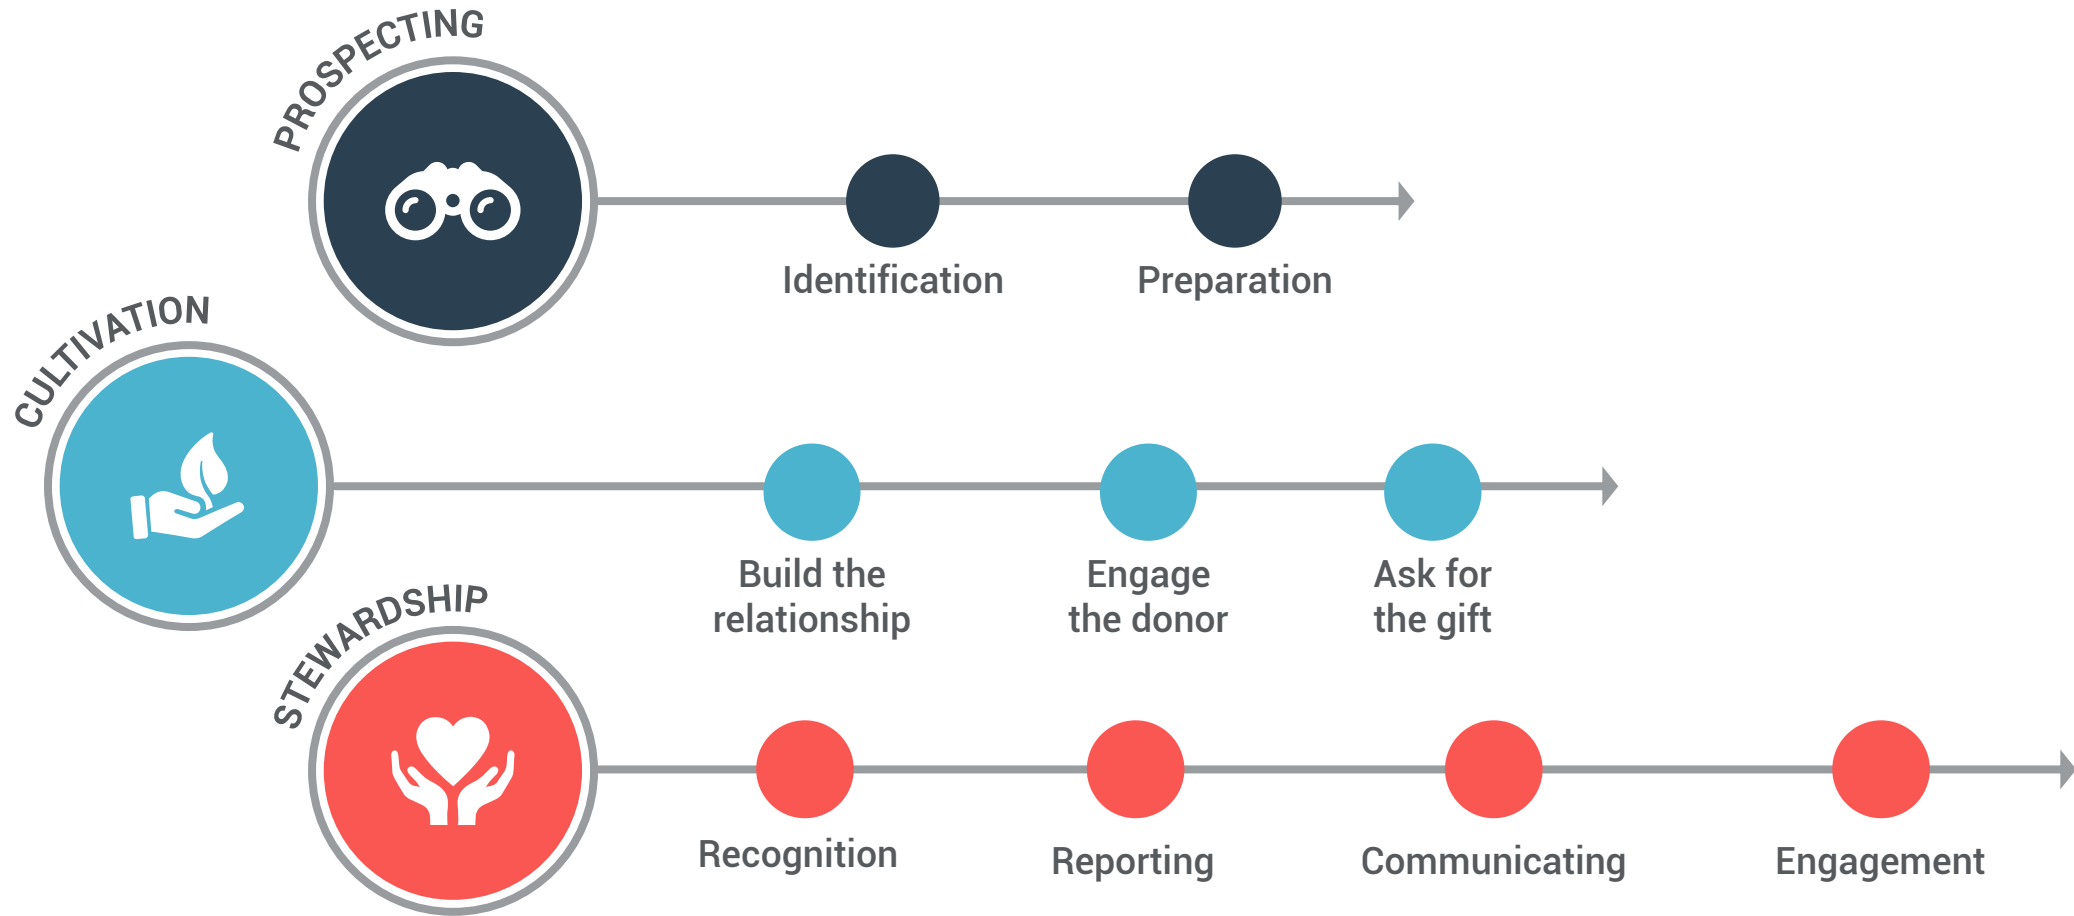 PROSPECTING
Identification
Preparation
CULTIVATION
Build the
relationship
Engage
the donor
Ask for
the gift
STEWARDSHIP
Recognition
Reporting
Communicating
Engagement